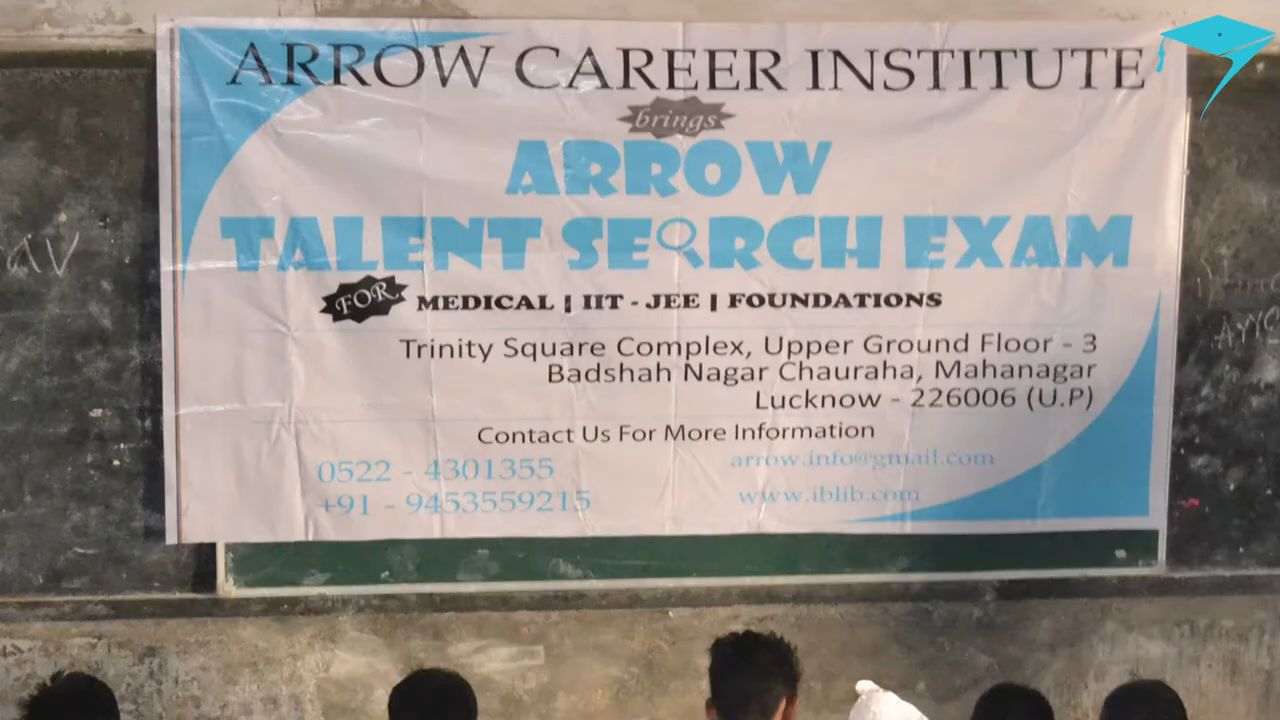 ARROW CAREER INSTITUTE
brings
ARROW
TALENT SEARCH EXAM
FOR MEDICAL | IIT - JEE | FOUNDATIONS
Trinity Square Complex, Upper Ground Floor - 3
Badshah Nagar Chauraha, Mahanagar
Lucknow - 226006 (U.P)
Contact Us For More Information
0522 - 4301355
arrow.info@gmail.com
+91 - 9453559215
www.iblib.com